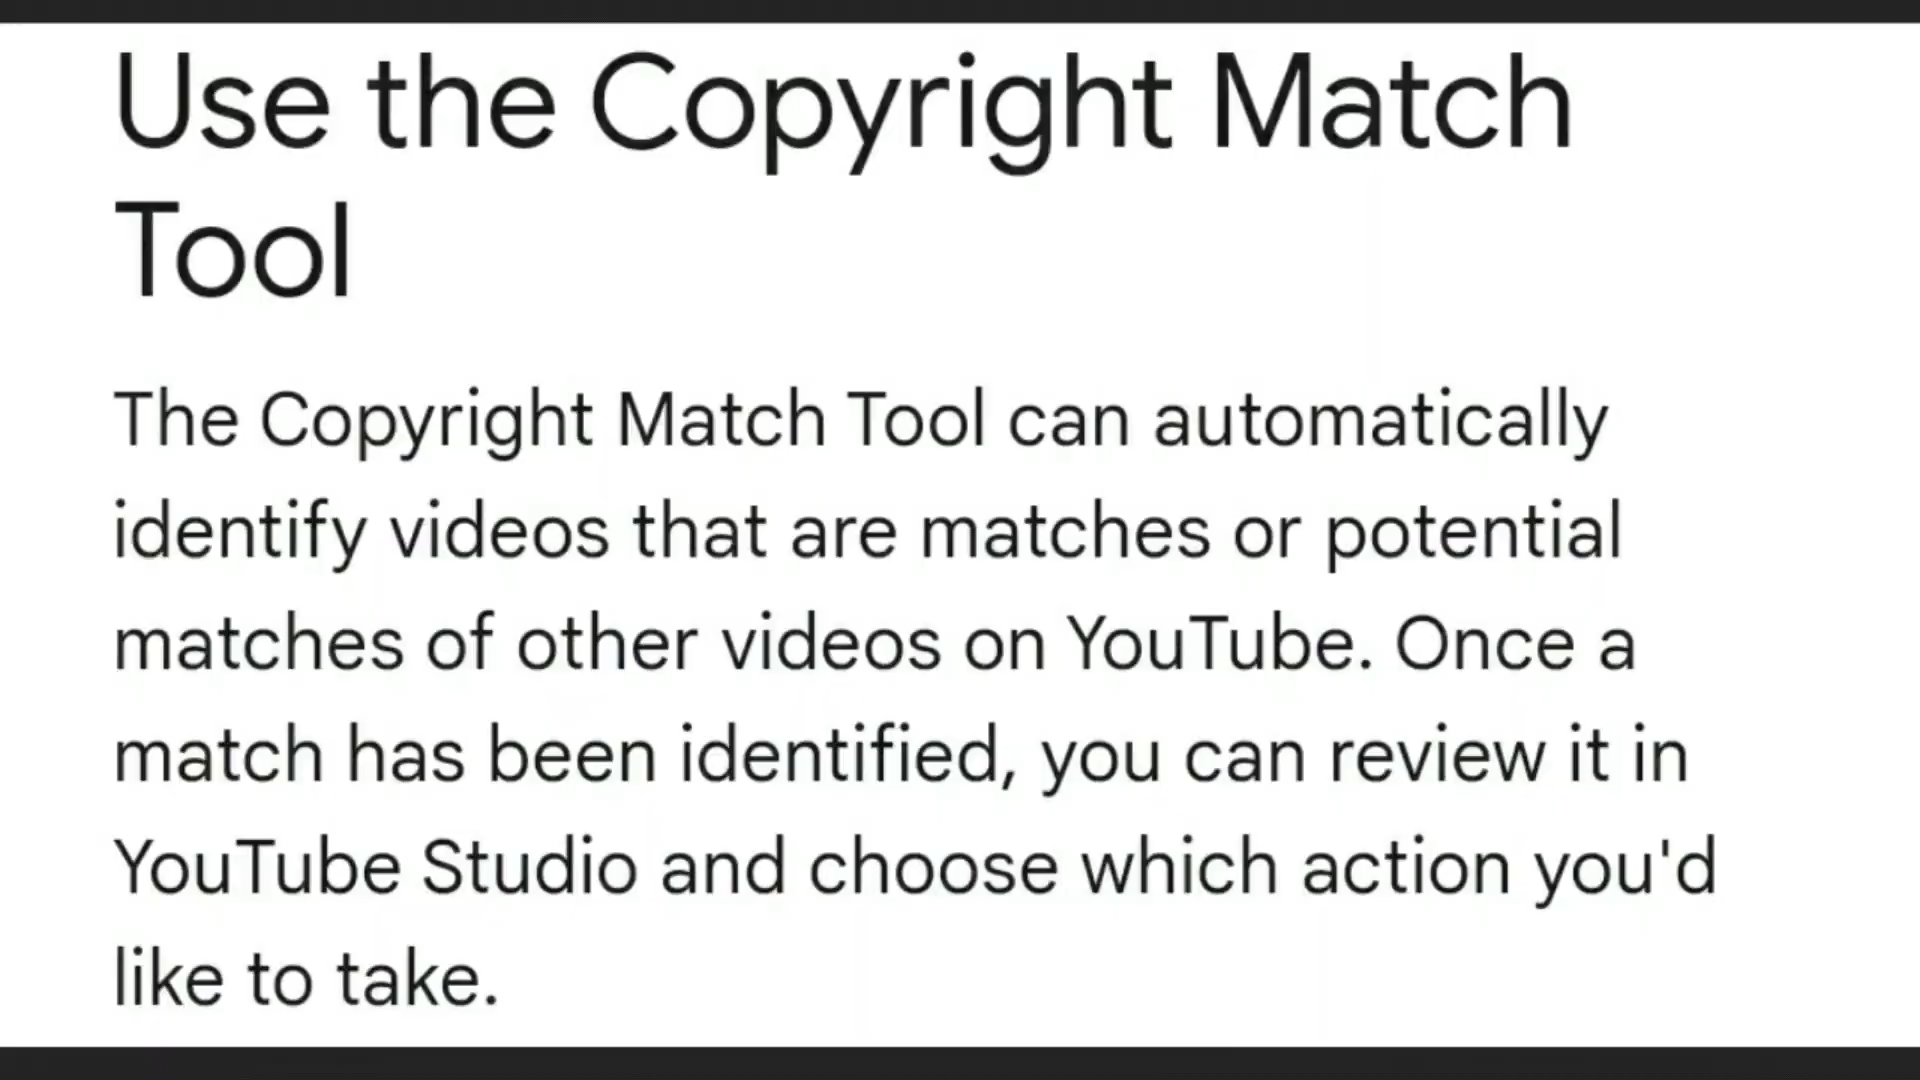 Use the Copyright Match
Tool
The Copyright Match Tool can automatically
identify videos that are matches or potential
matches of other videos on YouTube. Once a
match has been identified, you can review it in
YouTube Studio and choose which action you'd
like to take.